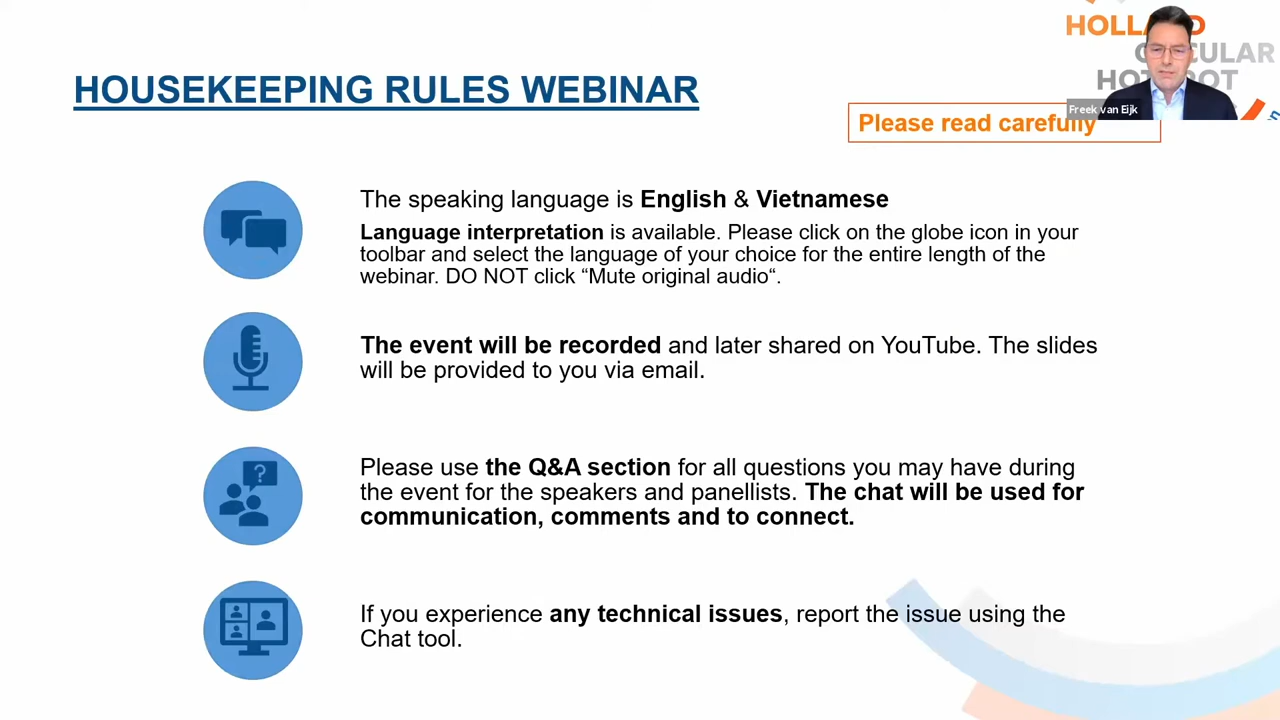 HOUSEKEEPING RULES WEBINAR
HOLLA D
C CULAR
HOT POT
Freek van Eijk
Please read carefully
The speaking language is English & Vietnamese
Language interpretation is available. Please click on the globe icon in your
toolbar and select the language of your choice for the entire length of the
webinar. DO NOT click “Mute original audio“.
The event will be recorded and later shared on YouTube. The slides
will be provided to you via email.
?
Please use the Q&A section for all questions you may have during
the event for the speakers and panellists. The chat will be used for
communication, comments and to connect.
If you experience any technical issues, report the issue using the
Chat tool.